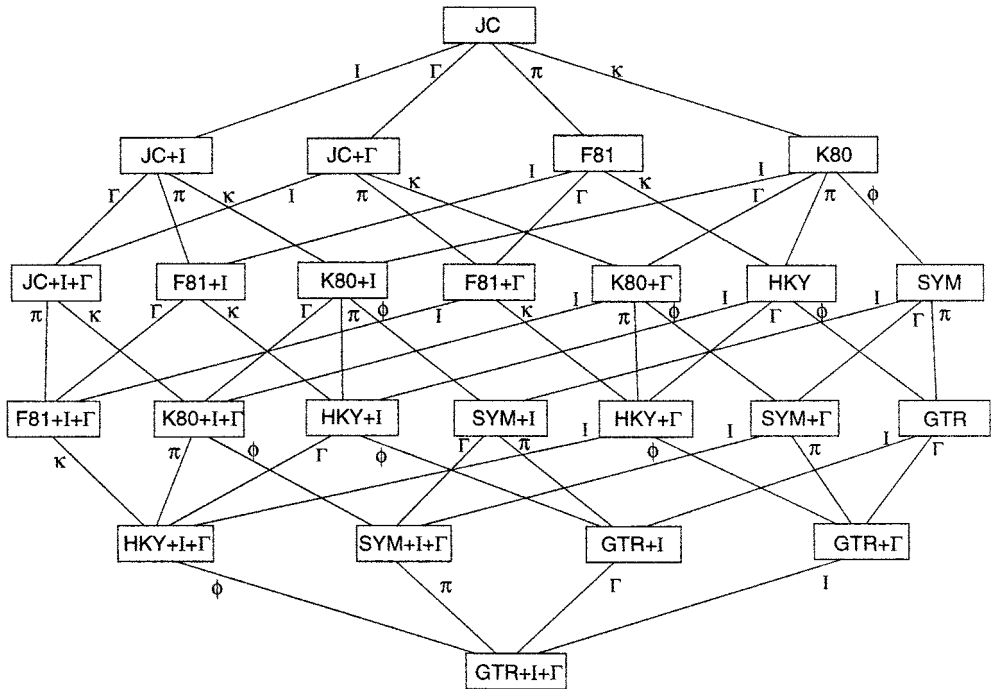 JC
I Γ π κ
JC+I JC+Γ F81 K80
Γ π κ I π κ I Γ κ I Γ π φ
JC+I+Γ F81+I K80+I F81+Γ K80+Γ HKY SYM
π κ Γ κ Γ π φ I κ I π φ I Γ φ I Γ π
F81+I+Γ K80+I+Γ HKY+I SYM+I HKY+Γ SYM+Γ GTR
κ π φ Γ φ Γ π I φ I π I Γ
HKY+I+Γ SYM+I+Γ GTR+I GTR+Γ
φ π Γ I
GTR+I+Γ